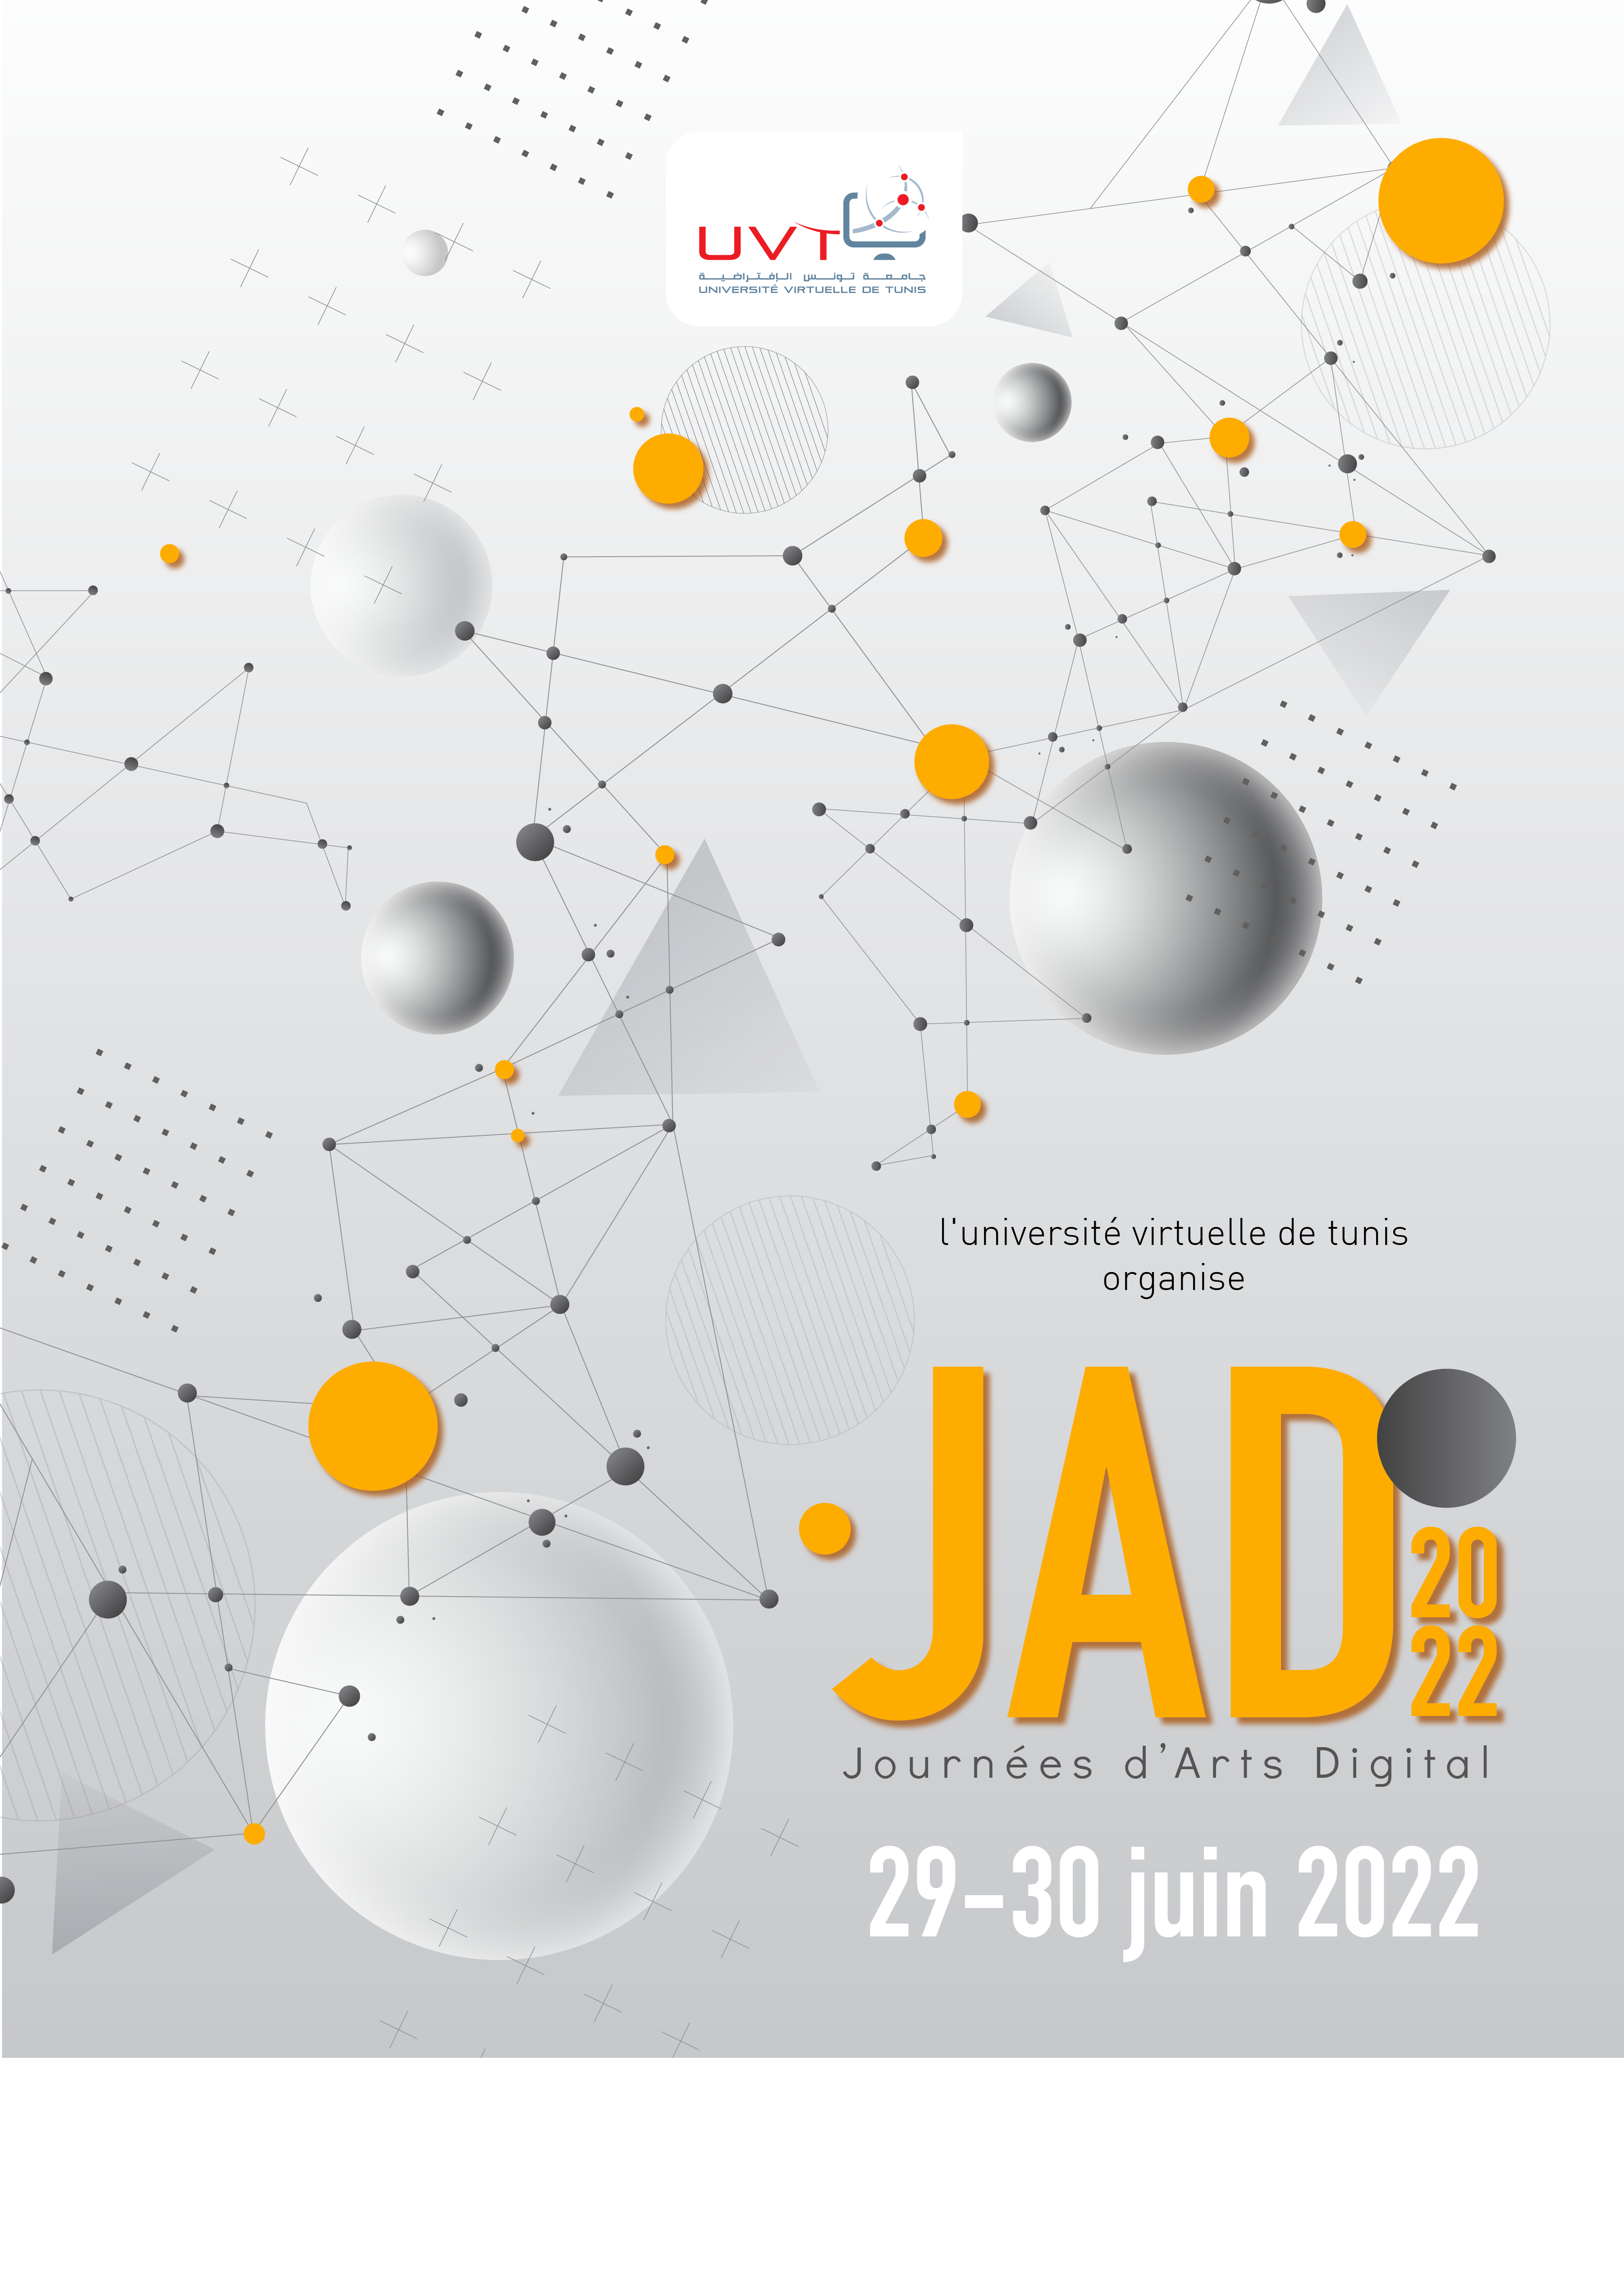 UVT
جامعة تونس الإفتراضية
UNIVERSITÉ VIRTUELLE DE TUNIS
l'université virtuelle de tunis
organise
JAD
20
22
Journées d'Arts Digital
29-30 juin 2022